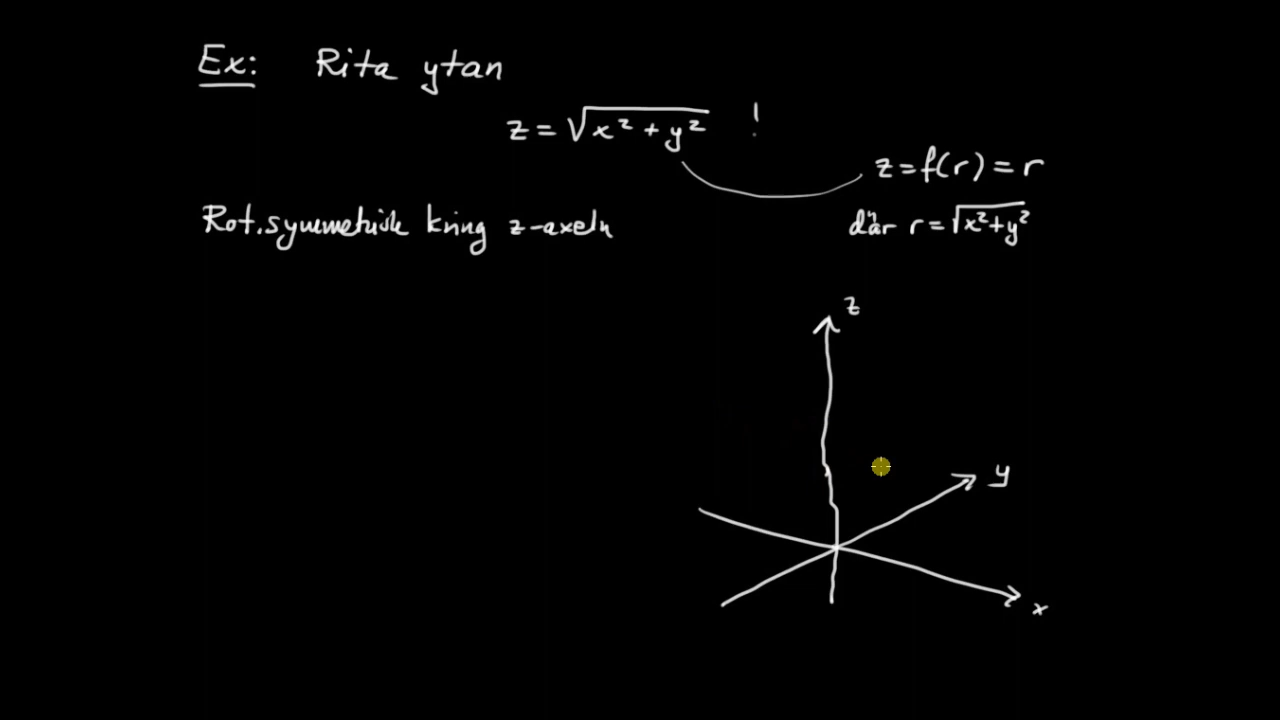 Ex: Rita ytan
z = √x² + y² !
z = f(r) = r
Rot.symmetrisk kring z-axeln
där r = √x²+y²
z
y
x